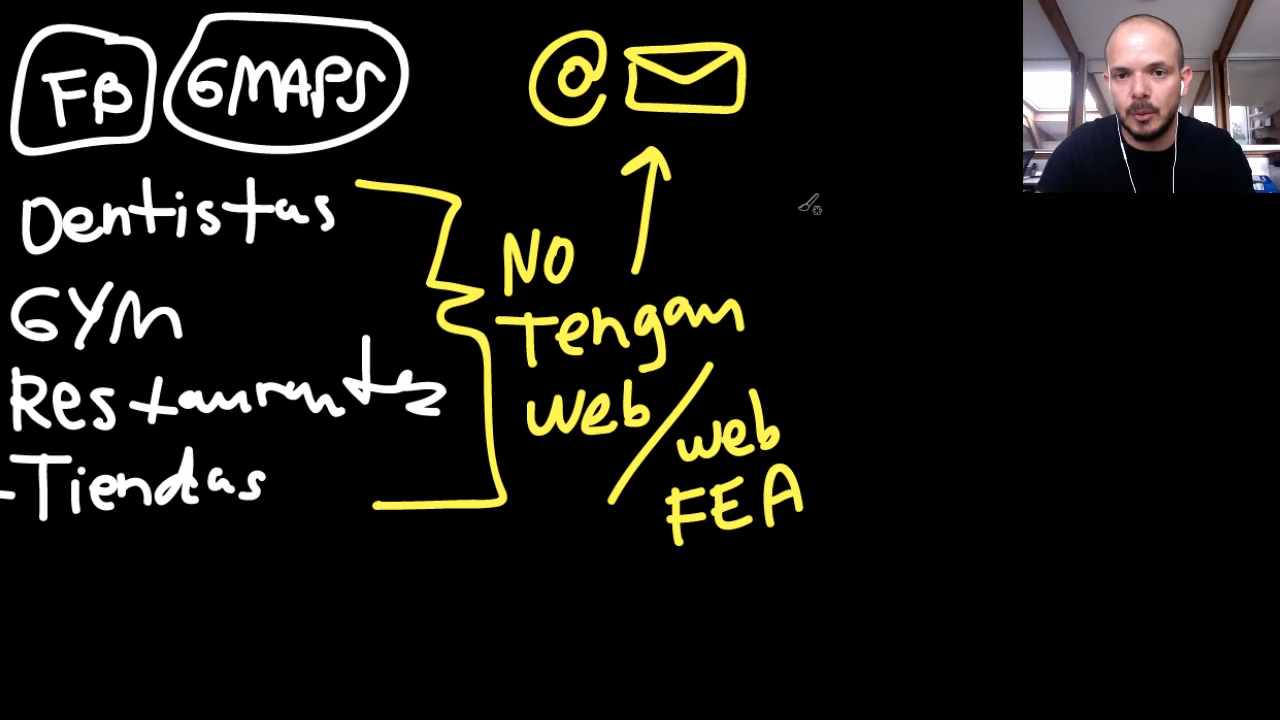 FB GMAPS @
Dentistas
GYM
Restaurantes
-Tiendas
NO
tengan
web/web
FEA